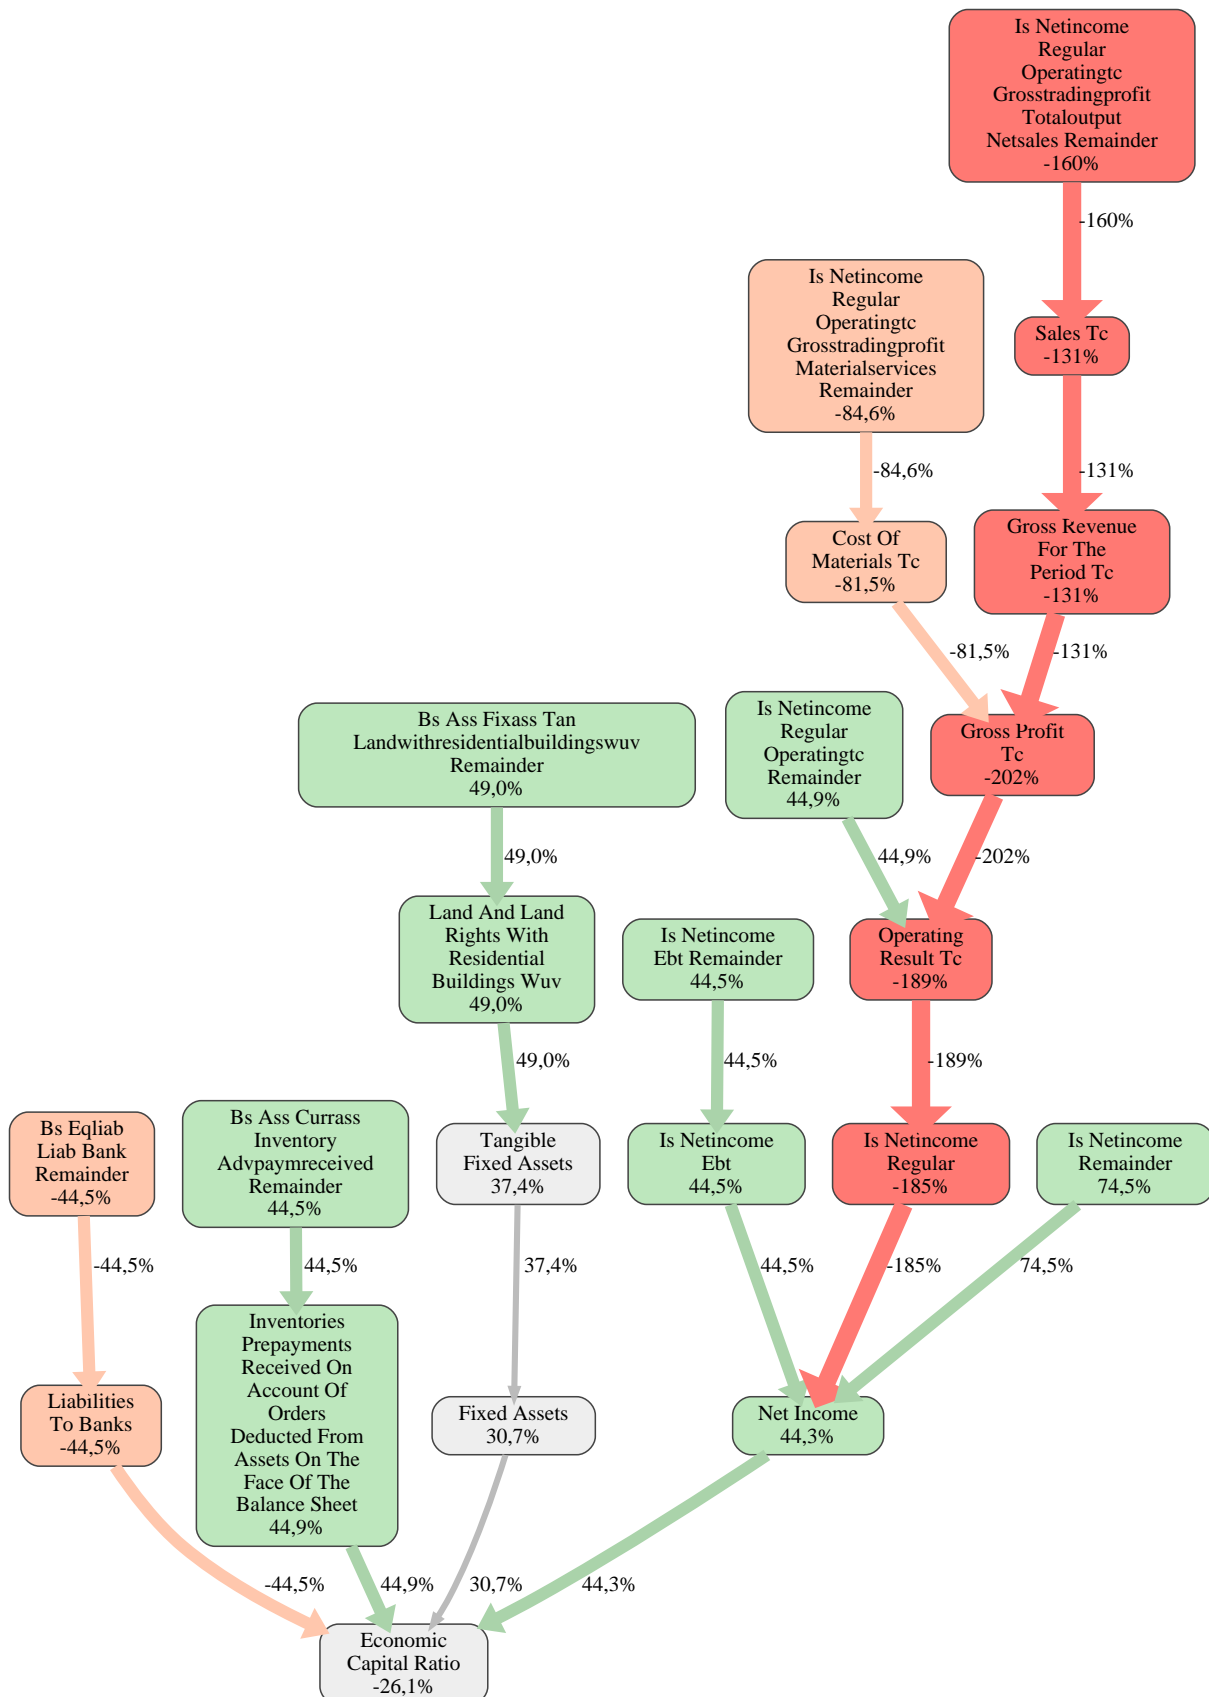 Is Netincome
Regular
Operatingtc
Grosstradingprofit
Totaloutput
Netsales Remainder
-160%
-160%
Is Netincome
Regular
Operatingtc
Grosstradingprofit
Materialservices
Remainder
-84,6%
Sales Tc
-131%
-84,6%
-131%
Cost Of
Materials Tc
-81,5%
Gross Revenue
For The
Period Tc
-131%
-81,5%
-131%
Bs Ass Fixass Tan
Landwithresidentialbuildingswuv
Remainder
49,0%
Is Netincome
Regular
Operatingtc
Remainder
44,9%
Gross Profit
Tc
-202%
49,0%
44,9%
-202%
Land And Land
Rights With
Residential
Buildings Wuv
49,0%
Is Netincome
Ebt Remainder
44,5%
Operating
Result Tc
-189%
49,0%
44,5%
-189%
Bs Eqliab
Liab Bank
Remainder
-44,5%
Bs Ass Currass
Inventory
Advpaymreceived
Remainder
44,5%
Tangible
Fixed Assets
37,4%
Is Netincome
Ebt
44,5%
Is Netincome
Regular
-185%
Is Netincome
Remainder
74,5%
-44,5%
44,5%
37,4%
44,5%
-185%
74,5%
Liabilities
To Banks
-44,5%
Inventories
Prepayments
Received On
Account Of
Orders
Deducted From
Assets On The
Face Of The
Balance Sheet
44,9%
Fixed Assets
30,7%
Net Income
44,3%
-44,5%
44,9%
30,7%
44,3%
Economic
Capital Ratio
-26,1%